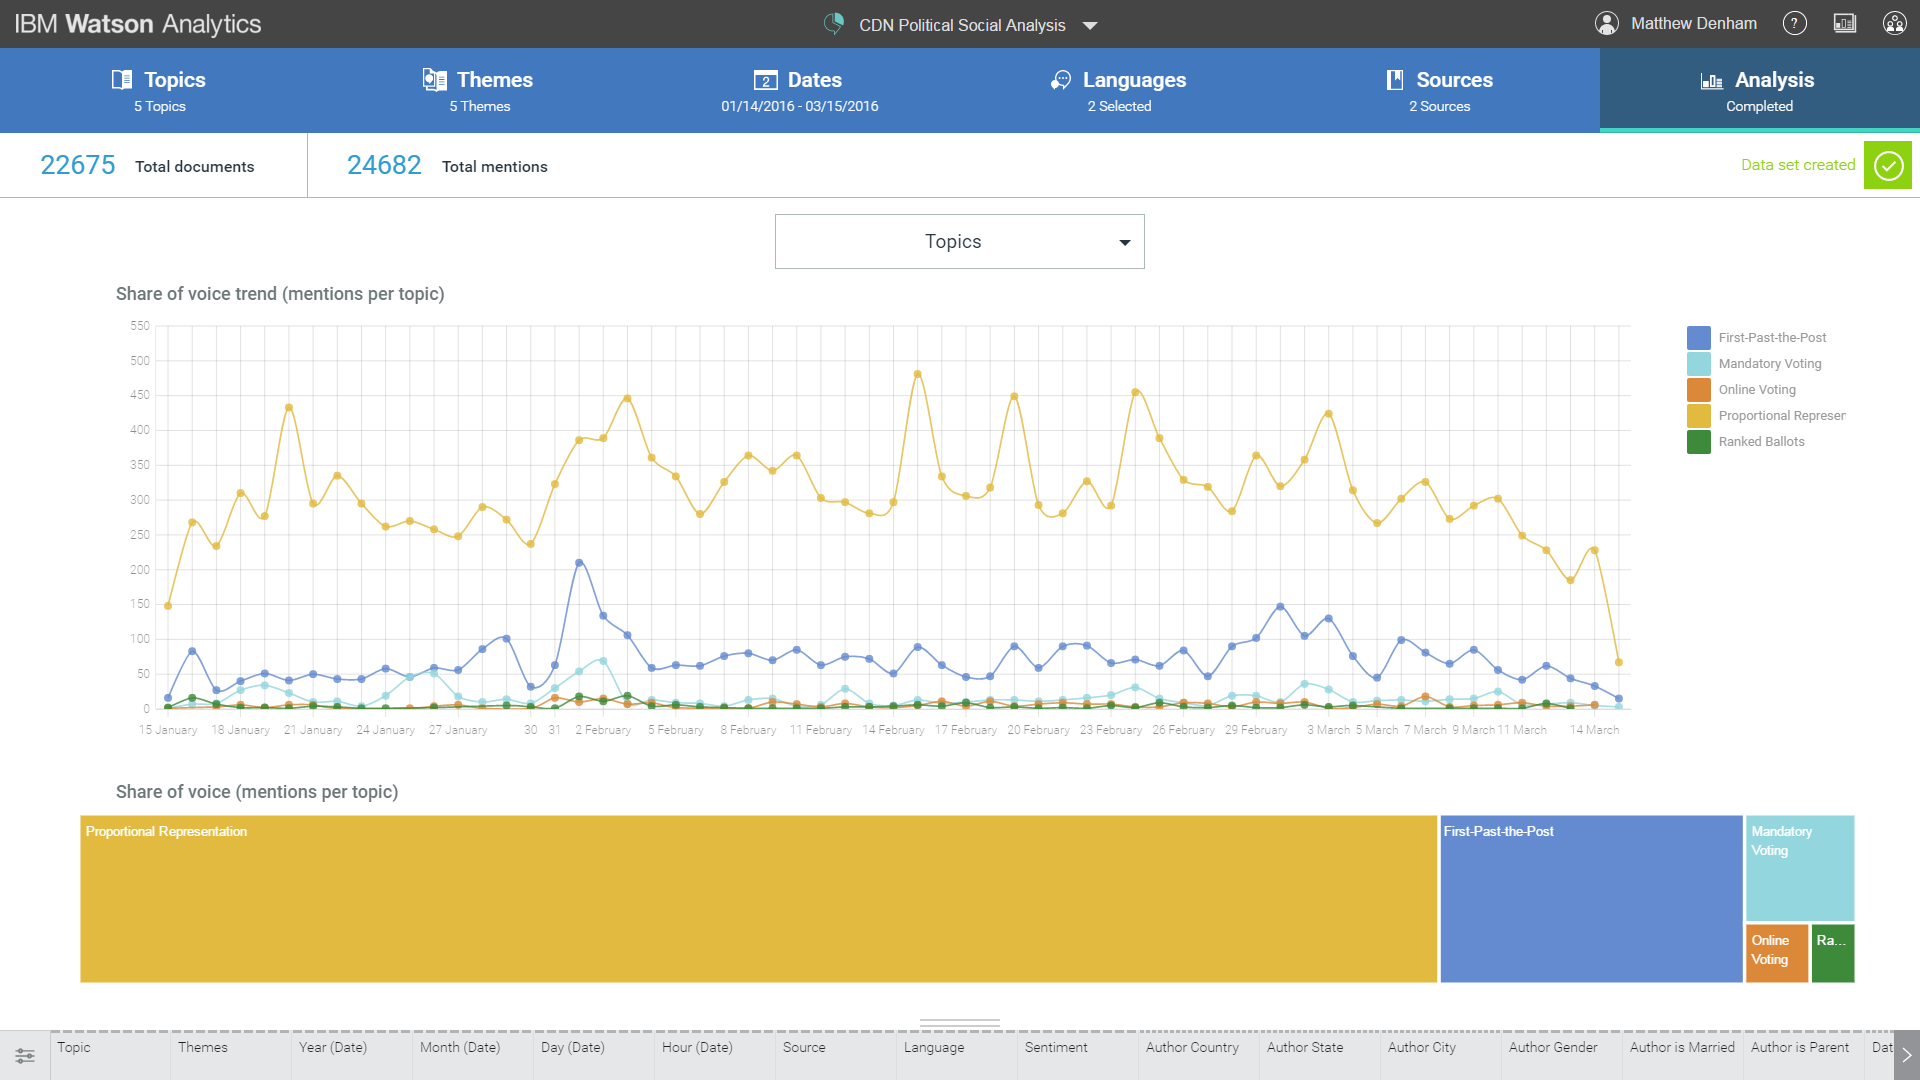 IBM Watson Analytics
CDN Political Social Analysis
Matthew Denham
?
Topics
5 Topics
Themes
5 Themes
2
Dates
01/14/2016 - 03/15/2016
Languages
2 Selected
Sources
2 Sources
Analysis
Completed
22675 Total documents
24682 Total mentions
Data set created
Topics
Share of voice trend (mentions per topic)
550
500
450
400
350
300
250
200
150
100
50
0
15 January 18 January 21 January 24 January 27 January 30 31 2 February 5 February 8 February 11 February 14 February 17 February 20 February 23 February 26 February 29 February 3 March 5 March 7 March 9 March 11 March 14 March
First-Past-the-Post
Mandatory Voting
Online Voting
Proportional Represer
Ranked Ballots
Share of voice (mentions per topic)
Proportional Representation
First-Past-the-Post
Mandatory
Voting
Online
Voting
Ra...
Topic Themes Year (Date) Month (Date) Day (Date) Hour (Date) Source Language Sentiment Author Country Author State Author City Author Gender Author is Married Author is Parent Dat